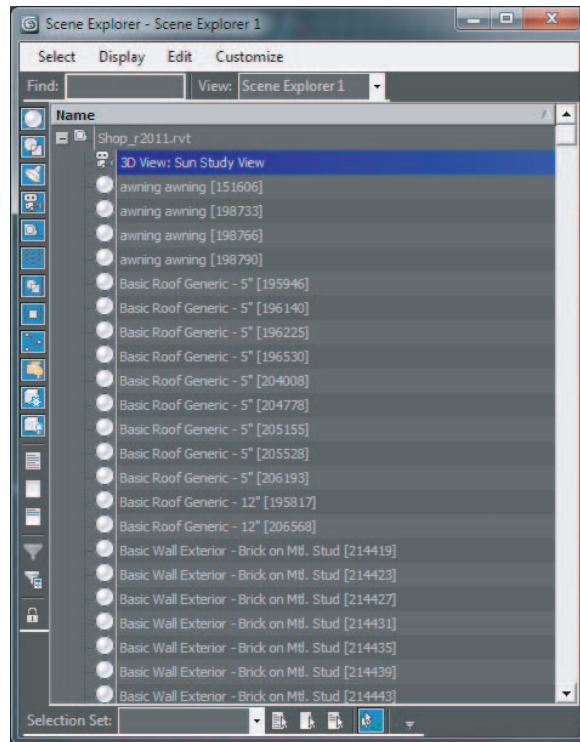 Scene Explorer - Scene Explorer 1
Select Display Edit Customize
Find: View: Scene Explorer 1
Name
Shop_r2011.rvt
3D View: Sun Study View
awning awning [151606]
awning awning [198733]
awning awning [198766]
awning awning [198790]
Basic Roof Generic - 5" [195946]
Basic Roof Generic - 5" [196140]
Basic Roof Generic - 5" [196225]
Basic Roof Generic - 5" [196530]
Basic Roof Generic - 5" [204008]
Basic Roof Generic - 5" [204778]
Basic Roof Generic - 5" [205155]
Basic Roof Generic - 5" [205528]
Basic Roof Generic - 5" [206193]
Basic Roof Generic - 12" [195817]
Basic Roof Generic - 12" [206568]
Basic Wall Exterior - Brick on Mtl. Stud [214419]
Basic Wall Exterior - Brick on Mtl. Stud [214423]
Basic Wall Exterior - Brick on Mtl. Stud [214427]
Basic Wall Exterior - Brick on Mtl. Stud [214431]
Basic Wall Exterior - Brick on Mtl. Stud [214435]
Basic Wall Exterior - Brick on Mtl. Stud [214439]
Basic Wall Exterior - Brick on Mtl. Stud [214443]
Selection Set: